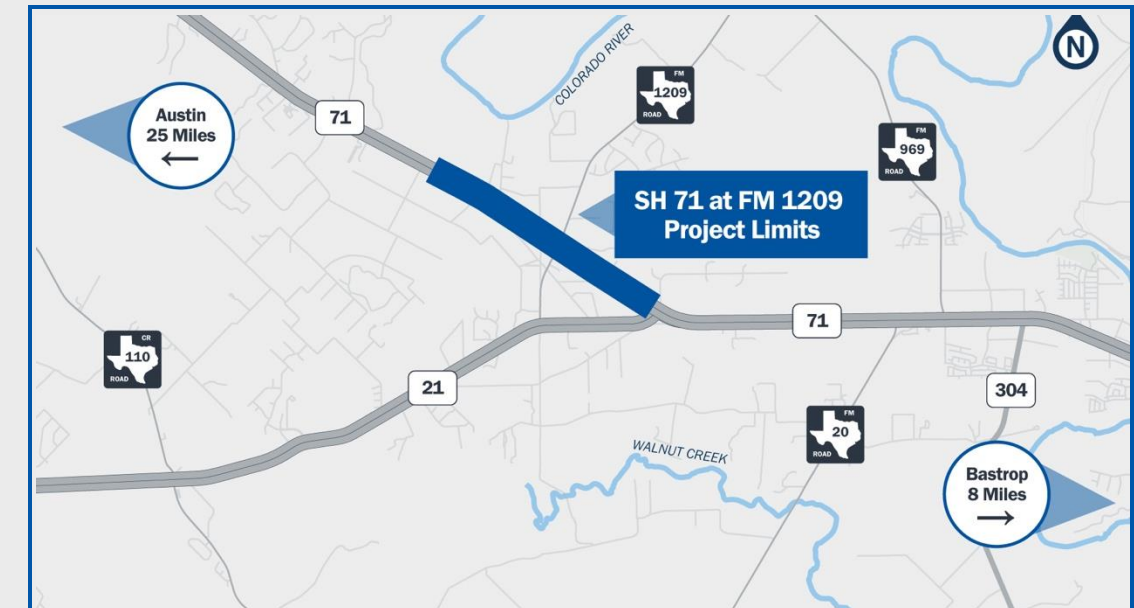 N
COLORADO RIVER
FM
1209
ROAD
Austin
25 Miles
←
71
FM
969
ROAD
SH 71 at FM 1209
Project Limits
71
CR
110
ROAD
21
304
FM
20
ROAD
WALNUT CREEK
Bastrop
8 Miles
→